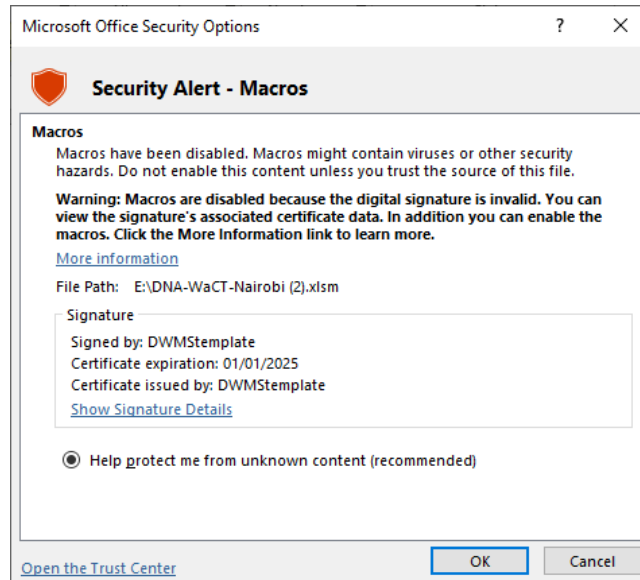 Microsoft Office Security Options
?
Security Alert - Macros
Macros
Macros have been disabled. Macros might contain viruses or other security
hazards. Do not enable this content unless you trust the source of this file.
Warning: Macros are disabled because the digital signature is invalid. You can
view the signature's associated certificate data. In addition you can enable the
macros. Click the More Information link to learn more.
More information
File Path: E:\DNA-WaCT-Nairobi (2).xlsm
Signature
Signed by: DWMStemplate
Certificate expiration: 01/01/2025
Certificate issued by: DWMStemplate
Show Signature Details
Help protect me from unknown content (recommended)
Open the Trust Center
OK
Cancel